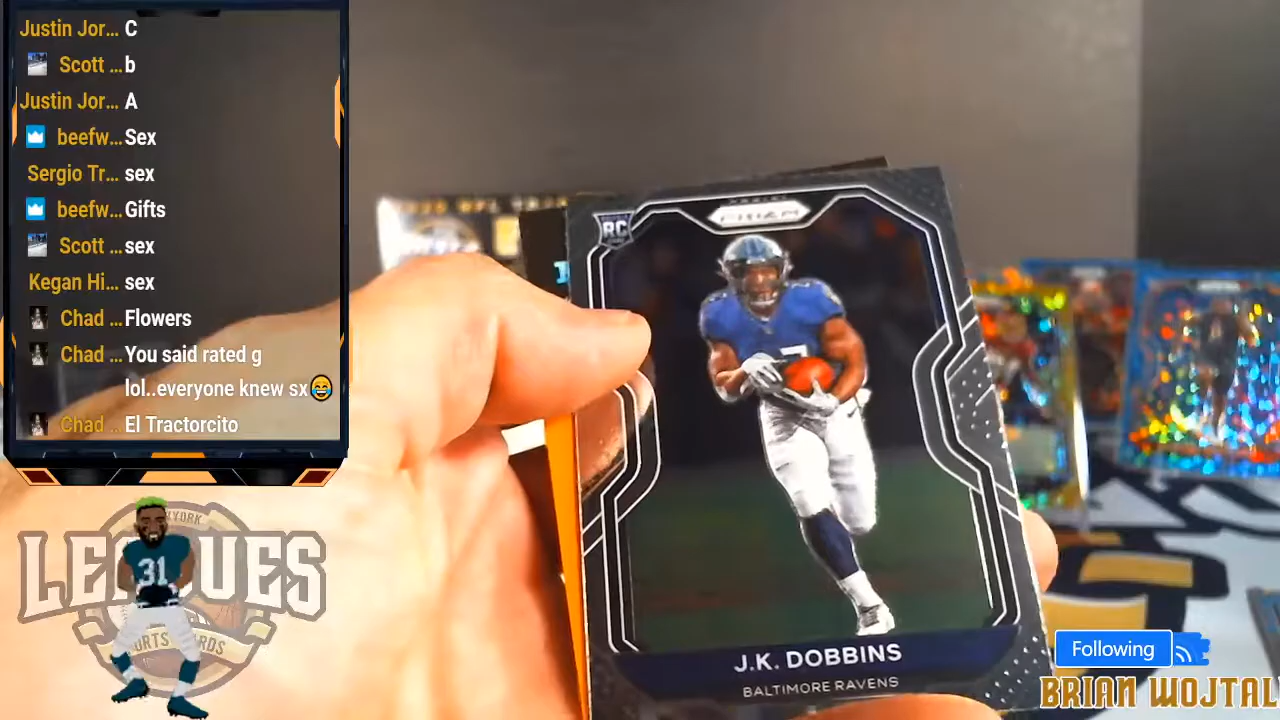 Justin Jor... C
Scott ... b
Justin Jor... A
beefw... Sex
Sergio Tr... sex
beefw... Gifts
Scott ... sex
Kegan Hi... sex
Chad ... Flowers
Chad ... You said rated g
lol..everyone knew sx😂
Chad ... El Tractorcito
31
RC
PRIZM
J.K. DOBBINS
BALTIMORE RAVENS
Following
BRIAN WOJTAL